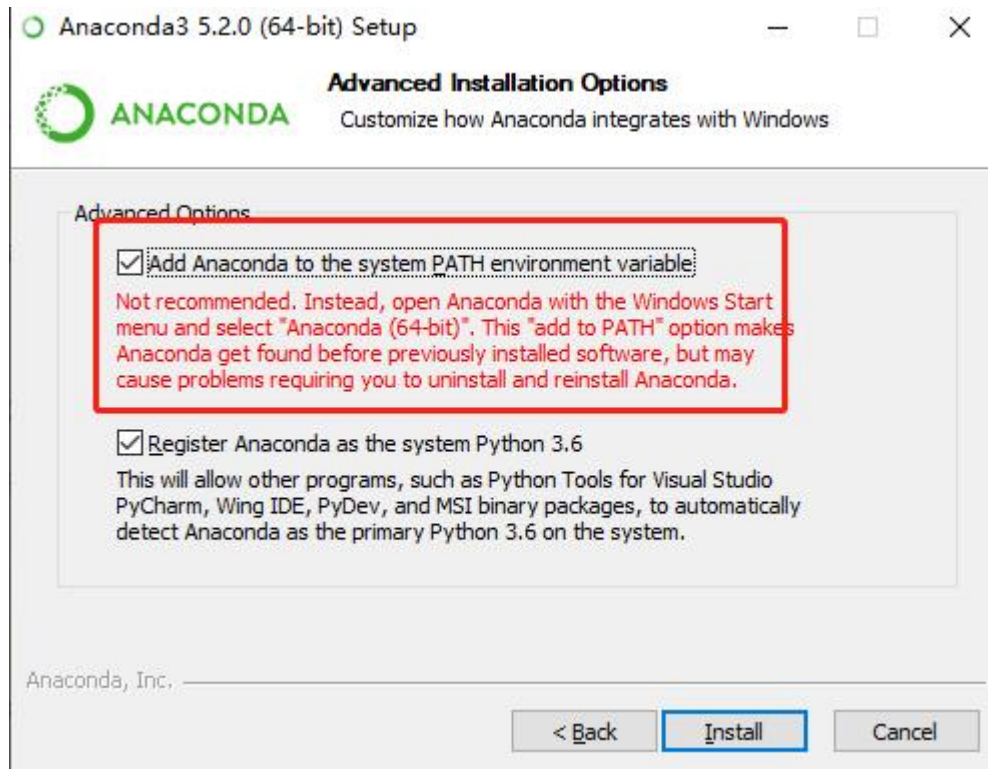 Anaconda3 5.2.0 (64-bit) Setup
ANACONDA
Advanced Installation Options
Customize how Anaconda integrates with Windows
Advanced Options
Add Anaconda to the system PATH environment variable
Not recommended. Instead, open Anaconda with the Windows Start
menu and select "Anaconda (64-bit)". This "add to PATH" option makes
Anaconda get found before previously installed software, but may
cause problems requiring you to uninstall and reinstall Anaconda.
Register Anaconda as the system Python 3.6
This will allow other programs, such as Python Tools for Visual Studio
PyCharm, Wing IDE, PyDev, and MSI binary packages, to automatically
detect Anaconda as the primary Python 3.6 on the system.
Anaconda, Inc.
< Back
Install
Cancel